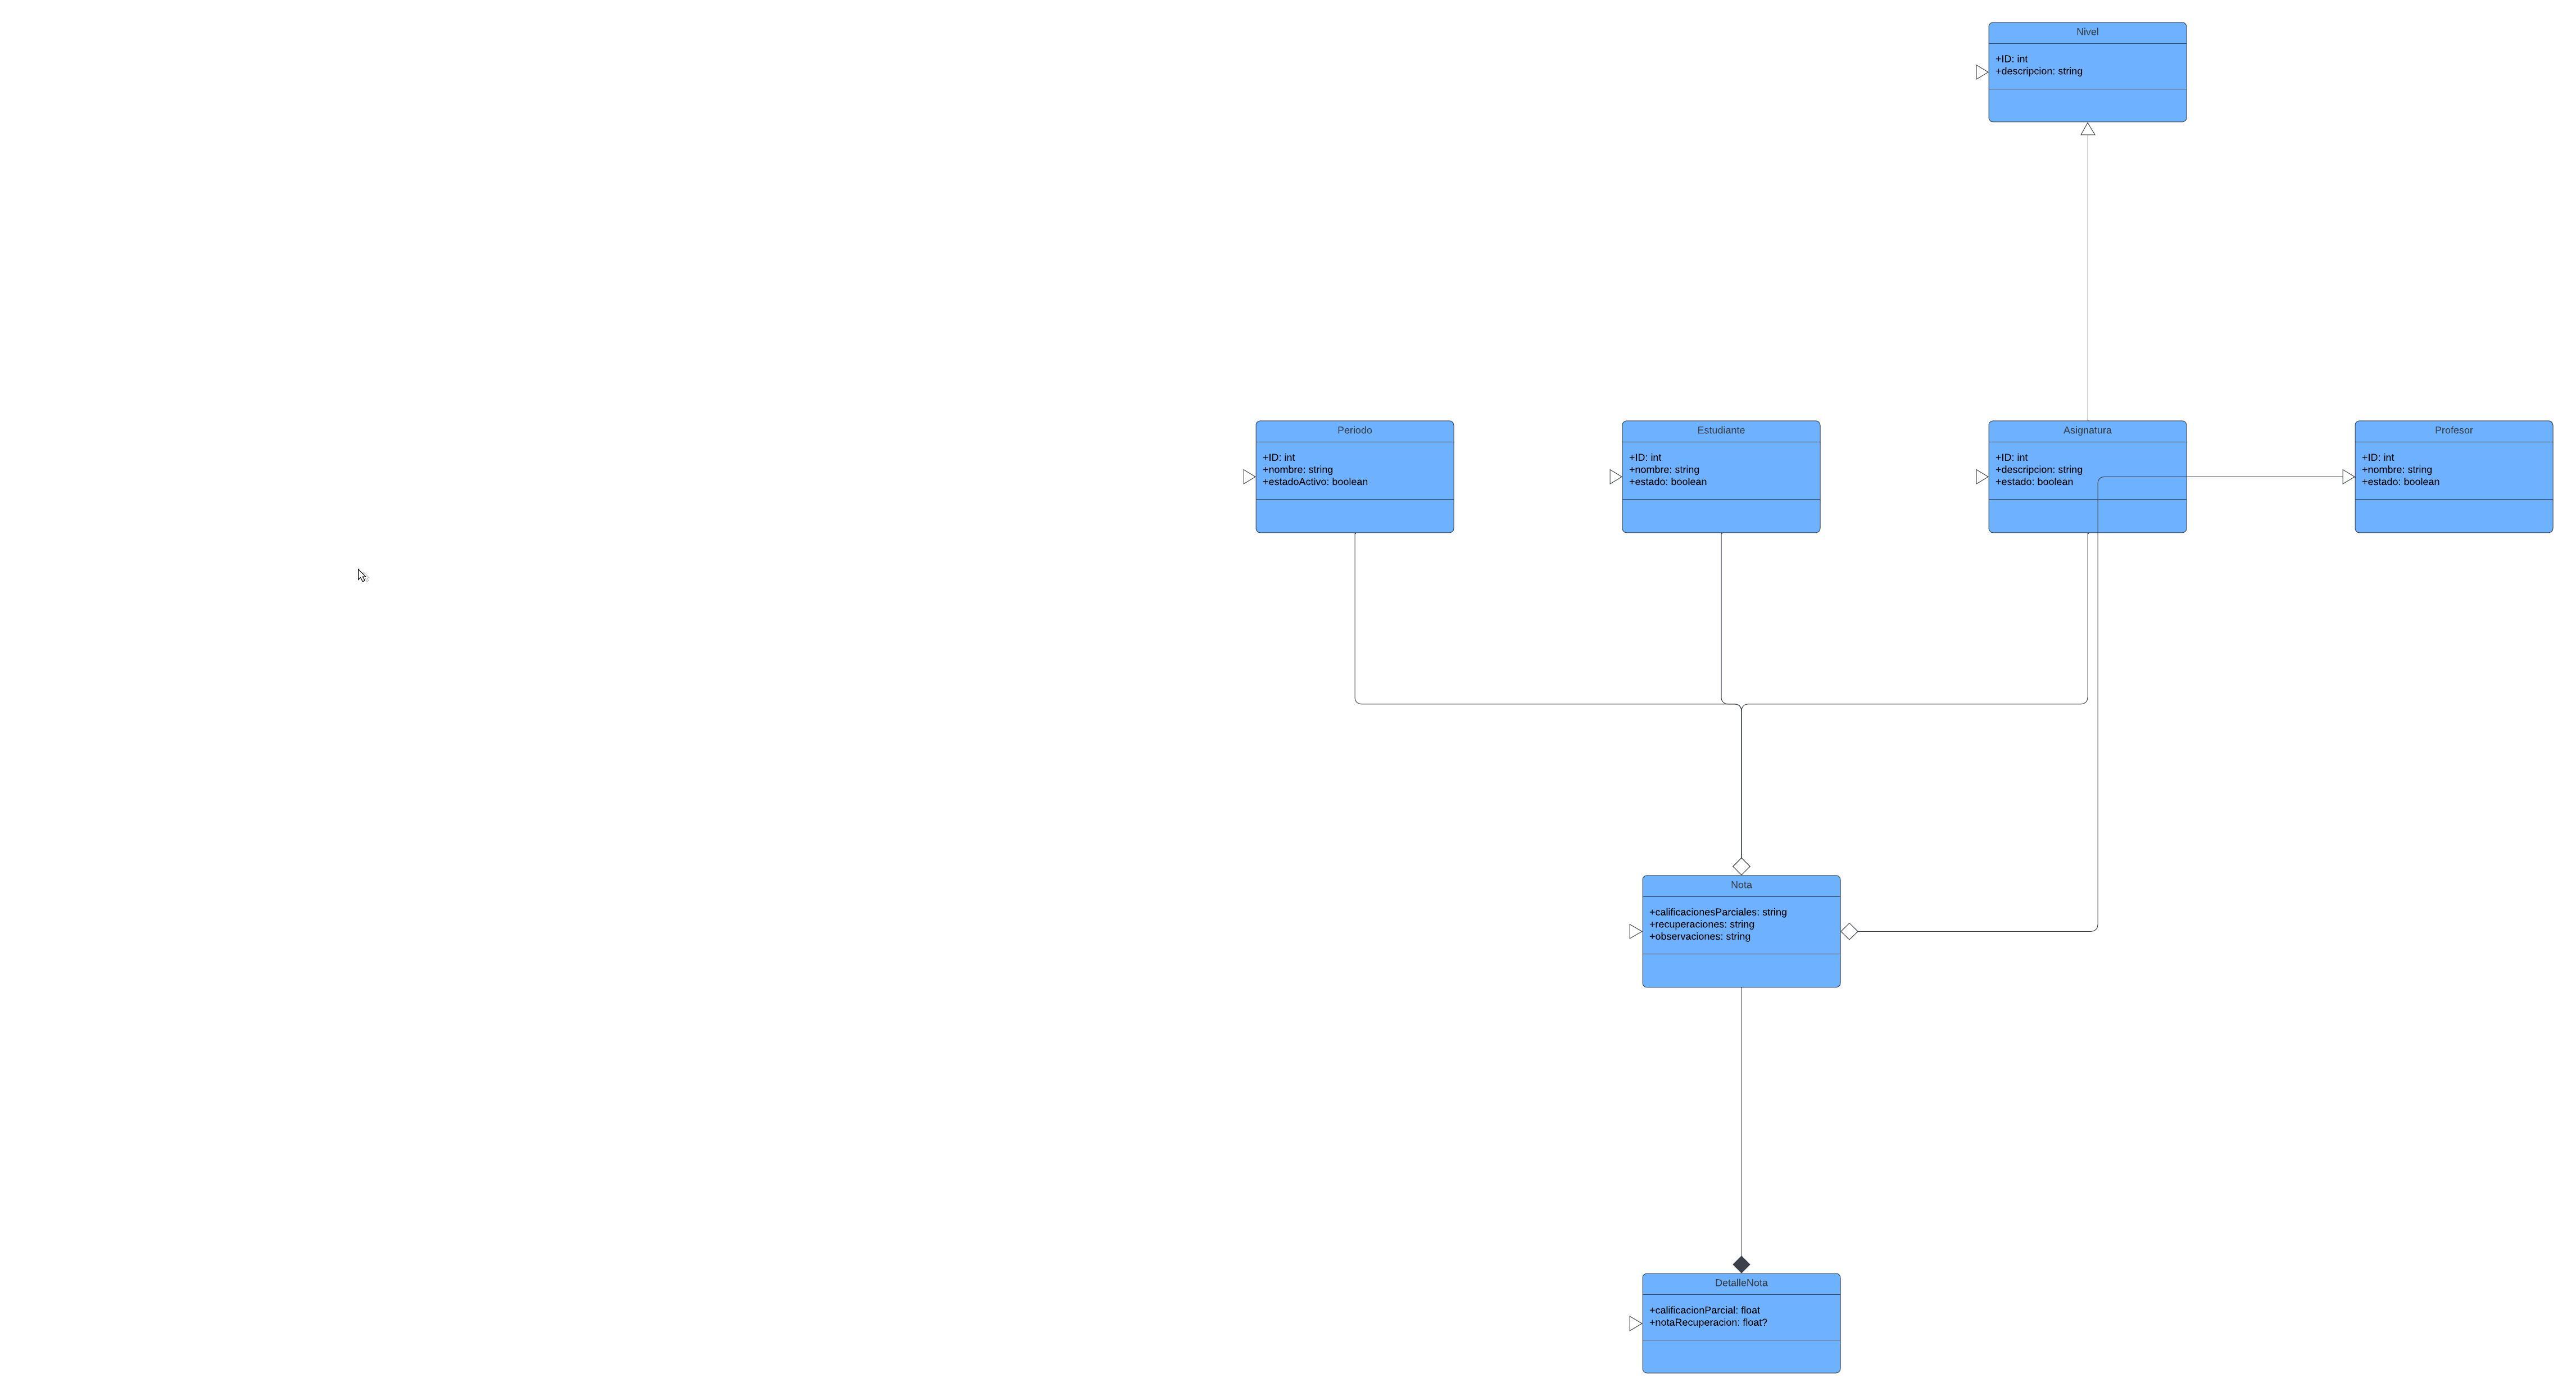 Nivel
+ID: int
+descripcion: string
Periodo
+ID: int
+nombre: string
+estadoActivo: boolean
Estudiante
+ID: int
+nombre: string
+estado: boolean
Asignatura
+ID: int
+descripcion: string
+estado: boolean
Profesor
+ID: int
+nombre: string
+estado: boolean
Nota
+calificacionesParciales: string
+recuperaciones: string
+observaciones: string
DetalleNota
+calificacionParcial: float
+notaRecuperacion: float?